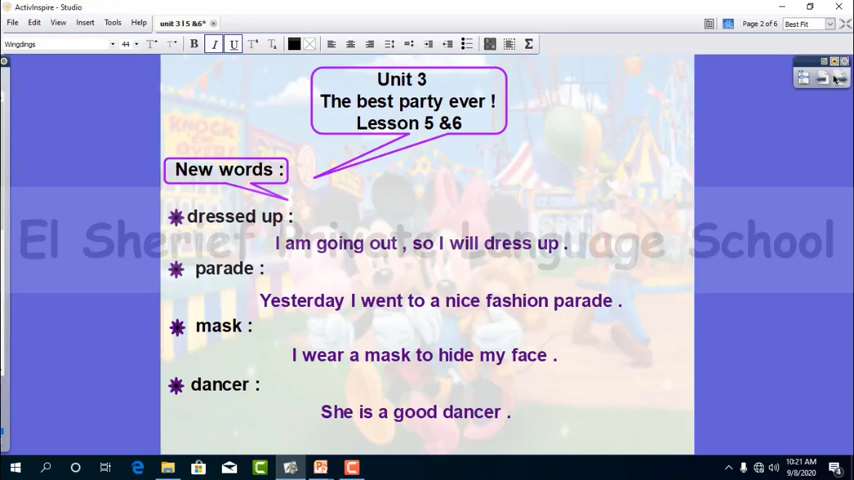 ActivInspire - Studio
File Edit View Insert Tools Help
unit 3 l 5 &6*
Page 2 of 6
Best Fit
Wingdings
44
B I U
Unit 3
The best party ever !
Lesson 5 &6
New words :
dressed up :
I am going out , so I will dress up .
parade :
Yesterday I went to a nice fashion parade .
mask :
I wear a mask to hide my face .
dancer :
She is a good dancer .
El Sherief Private Language School
10:21 AM
9/8/2020